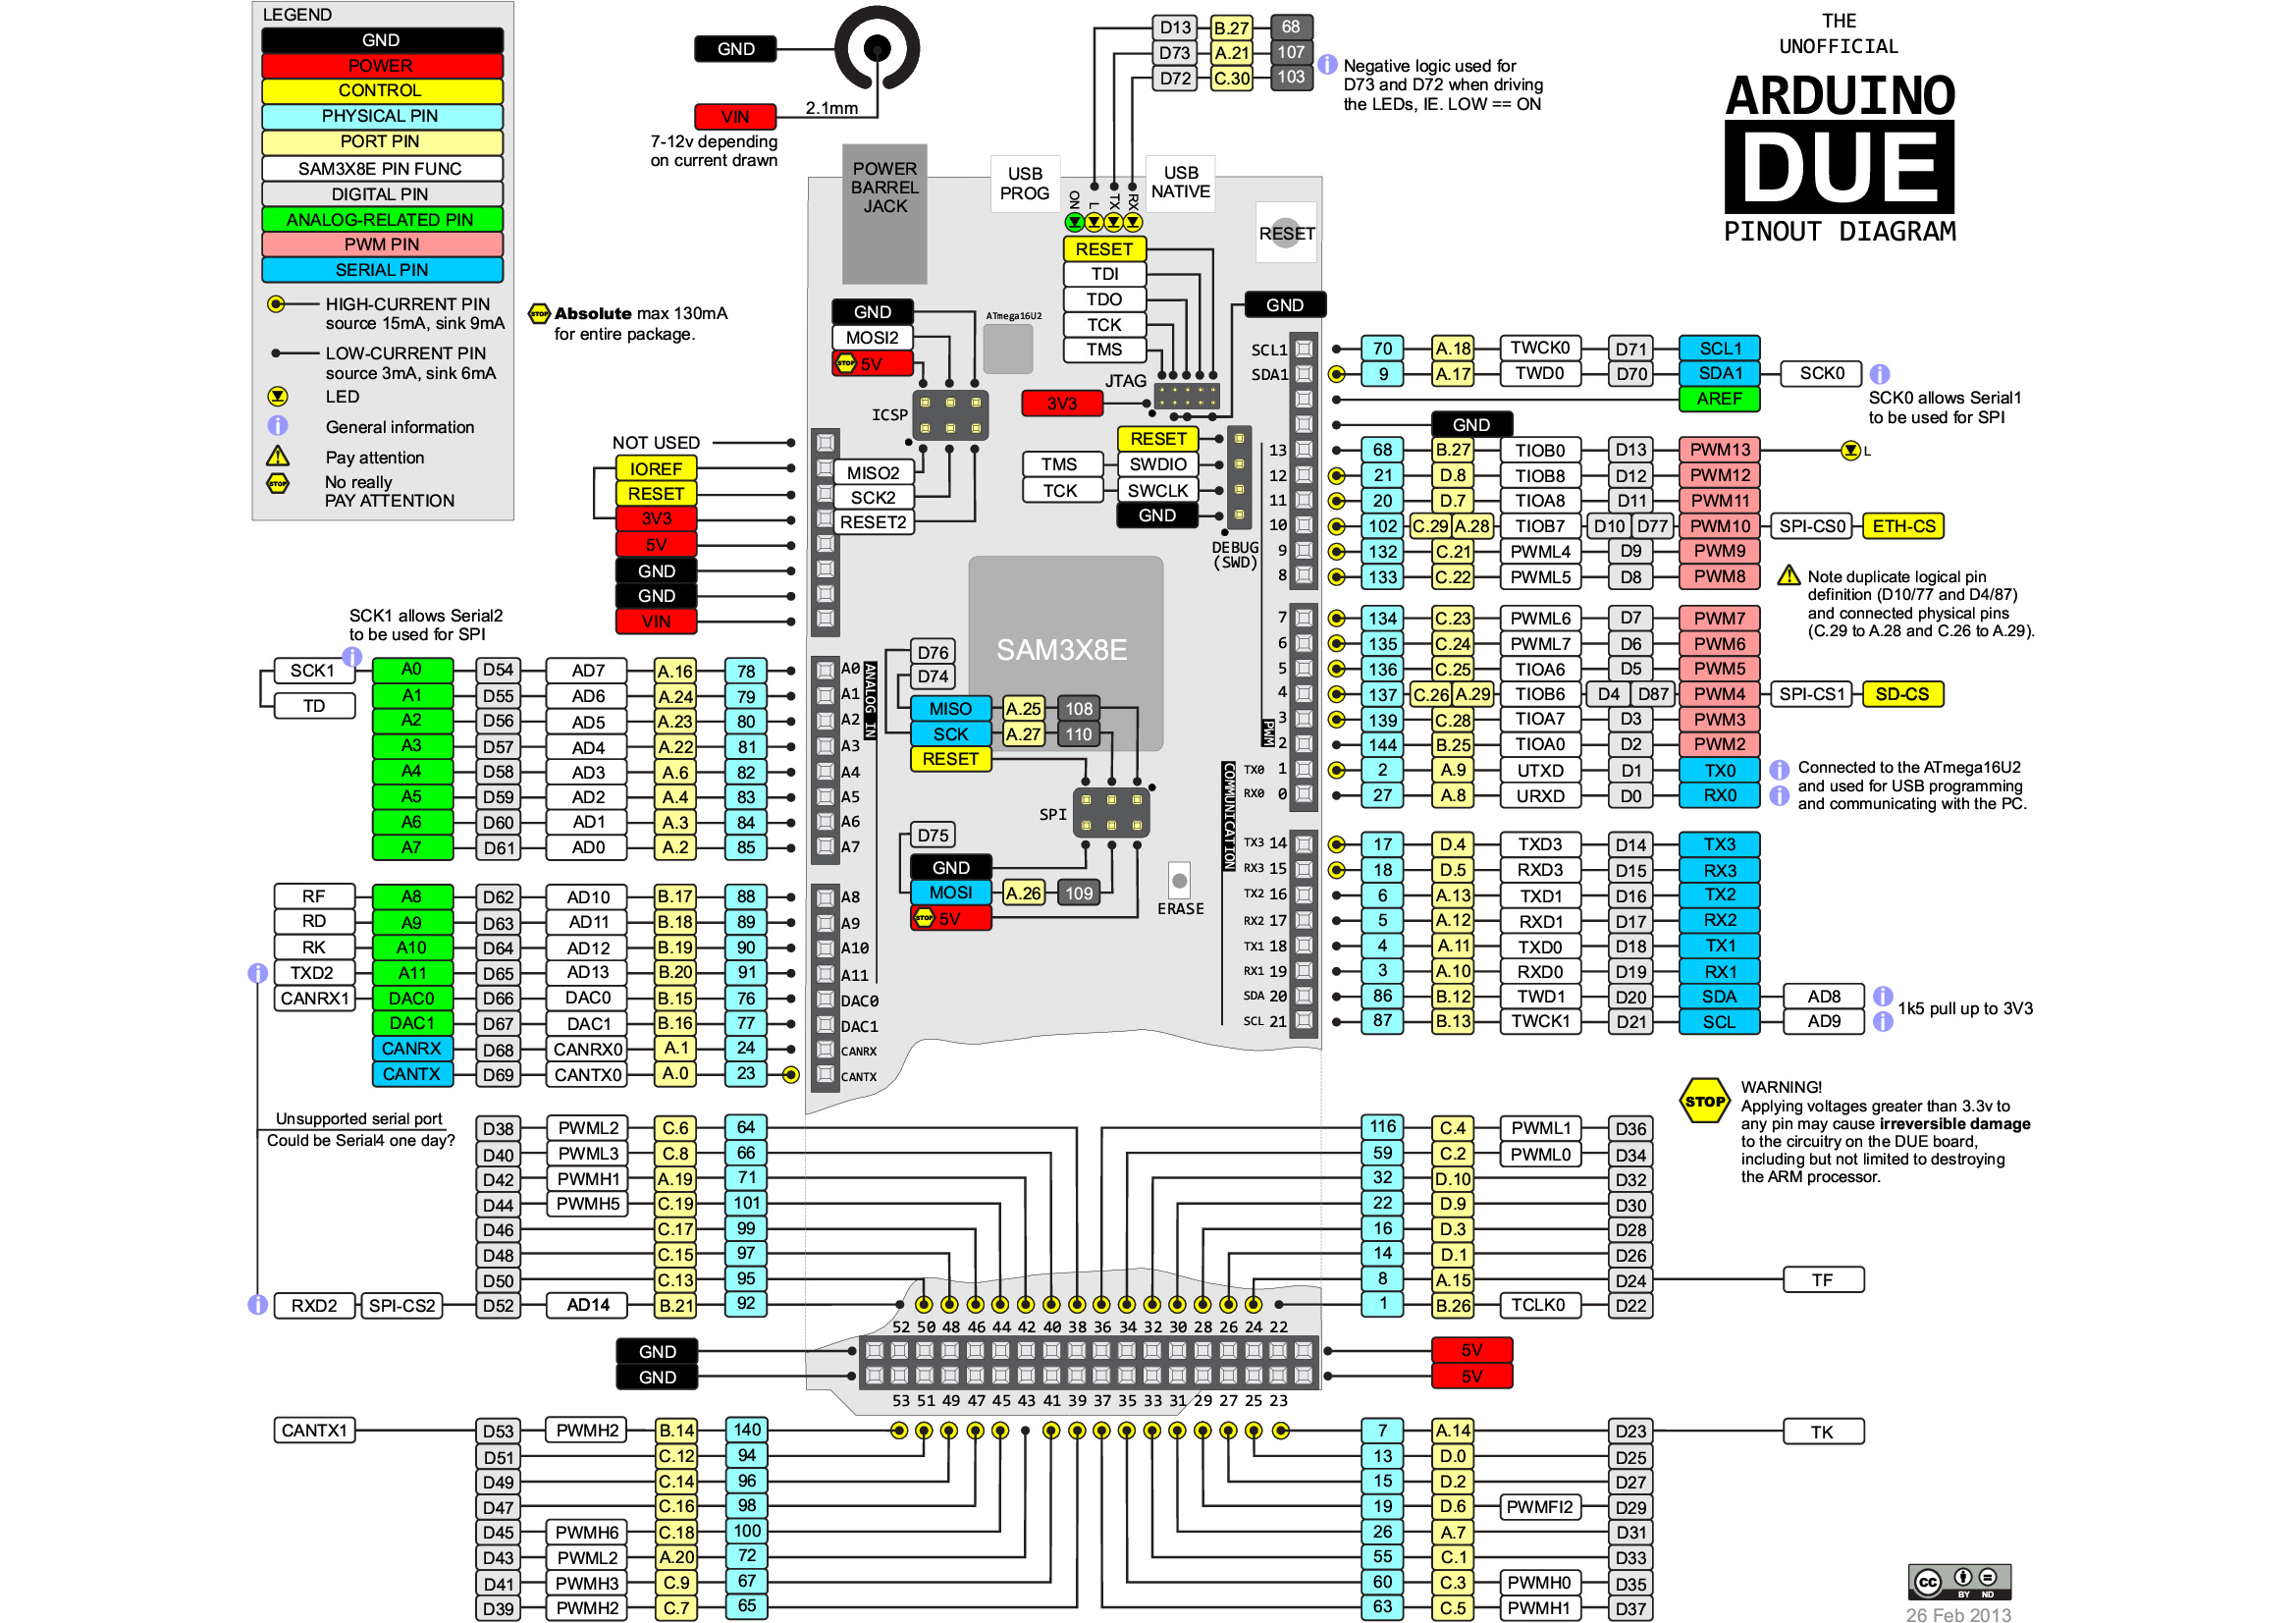 LEGEND
GND
POWER
CONTROL
PHYSICAL PIN
PORT PIN
SAM3X8E PIN FUNC
DIGITAL PIN
ANALOG-RELATED PIN
PWM PIN
SERIAL PIN
HIGH-CURRENT PIN
source 15mA, sink 9mA
LOW-CURRENT PIN
source 3mA, sink 6mA
LED
General information
Pay attention
STOP No really
PAY ATTENTION
STOP Absolute max 130mA
for entire package.
GND
VIN
2.1mm
7-12v depending
on current drawn
D13 B.27 68
D73 A.21 107
D72 C.30 103
Negative logic used for
D73 and D72 when driving
the LEDs, IE. LOW == ON
THE
UNOFFICIAL
ARDUINO
DUE
PINOUT DIAGRAM
POWER
BARREL
JACK
USB
PROG
USB
NATIVE
ON L TX RX
RESET
RESET
TDI
TDO
TCK
TMS
JTAG
3V3
GND
GND
MOSI2
STOP 5V
ATmega16U2
ICSP
MISO2
SCK2
RESET2
RESET
TMS SWDIO
TCK SWCLK
GND
DEBUG
(SWD)
NOT USED
IOREF
RESET
3V3
5V
GND
GND
VIN
SCK1 allows Serial2
to be used for SPI
SCK1 A0 D54 AD7 A.16 78 A0
TD A1 D55 AD6 A.24 79 A1
A2 D56 AD5 A.23 80 A2
A3 D57 AD4 A.22 81 A3
A4 D58 AD3 A.6 82 A4
A5 D59 AD2 A.4 83 A5
A6 D60 AD1 A.3 84 A6
A7 D61 AD0 A.2 85 A7
ANALOG IN
RF A8 D62 AD10 B.17 88 A8
RD A9 D63 AD11 B.18 89 A9
RK A10 D64 AD12 B.19 90 A10
TXD2 A11 D65 AD13 B.20 91 A11
CANRX1 DAC0 D66 DAC0 B.15 76 DAC0
DAC1 D67 DAC1 B.16 77 DAC1
CANRX D68 CANRX0 A.1 24 CANRX
CANTX D69 CANTX0 A.0 23 CANTX
SAM3X8E
D76
D74
MISO A.25 108
SCK A.27 110
RESET
SPI
D75
GND
MOSI A.26 109
STOP 5V
ERASE
SCL1 70 A.18 TWCK0 D71 SCL1
SDA1 9 A.17 TWD0 D70 SDA1 SCK0
AREF
SCK0 allows Serial1
to be used for SPI
GND
13 68 B.27 TIOB0 D13 PWM13 L
12 21 D.8 TIOB8 D12 PWM12
11 20 D.7 TIOA8 D11 PWM11
10 102 C.29 A.28 TIOB7 D10 D77 PWM10 SPI-CS0 ETH-CS
9 132 C.21 PWML4 D9 PWM9
8 133 C.22 PWML5 D8 PWM8
Note duplicate logical pin
definition (D10/77 and D4/87)
and connected physical pins
(C.29 to A.28 and C.26 to A.29).
7 134 C.23 PWML6 D7 PWM7
6 135 C.24 PWML7 D6 PWM6
5 136 C.25 TIOA6 D5 PWM5
4 137 C.26 A.29 TIOB6 D4 D87 PWM4 SPI-CS1 SD-CS
3 139 C.28 TIOA7 D3 PWM3
2 144 B.25 TIOA0 D2 PWM2
PWM
TX0 1 2 A.9 UTXD D1 TX0
RX0 0 27 A.8 URXD D0 RX0
Connected to the ATmega16U2
and used for USB programming
and communicating with the PC.
COMMUNICATION
TX3 14 17 D.4 TXD3 D14 TX3
RX3 15 18 D.5 RXD3 D15 RX3
TX2 16 6 A.13 TXD1 D16 TX2
RX2 17 5 A.12 RXD1 D17 RX2
TX1 18 4 A.11 TXD0 D18 TX1
RX1 19 3 A.10 RXD0 D19 RX1
SDA 20 86 B.12 TWD1 D20 SDA AD8
SCL 21 87 B.13 TWCK1 D21 SCL AD9
1k5 pull up to 3V3
STOP
WARNING!
Applying voltages greater than 3.3v to
any pin may cause irreversible damage
to the circuitry on the DUE board,
including but not limited to destroying
the ARM processor.
Unsupported serial port
Could be Serial4 one day?
D38 PWML2 C.6 64
D40 PWML3 C.8 66
D42 PWMH1 A.19 71
D44 PWMH5 C.19 101
D46 C.17 99
D48 C.15 97
D50 C.13 95
RXD2 SPI-CS2 D52 AD14 B.21 92
116 C.4 PWML1 D36
59 C.2 PWML0 D34
32 D.10 D32
22 D.9 D30
16 D.3 D28
14 D.1 D26
8 A.15 D24 TF
1 B.26 TCLK0 D22
52 50 48 46 44 42 40 38 36 34 32 30 28 26 24 22
GND 5V
GND 5V
53 51 49 47 45 43 41 39 37 35 33 31 29 27 25 23
CANTX1 D53 PWMH2 B.14 140
D51 C.12 94
D49 C.14 96
D47 C.16 98
D45 PWMH6 C.18 100
D43 PWML2 A.20 72
D41 PWMH3 C.9 67
D39 PWMH2 C.7 65
7 A.14 D23 TK
13 D.0 D25
15 D.2 D27
19 D.6 PWMFI2 D29
26 A.7 D31
55 C.1 D33
60 C.3 PWMH0 D35
63 C.5 PWMH1 D37
cc BY ND
26 Feb 2013